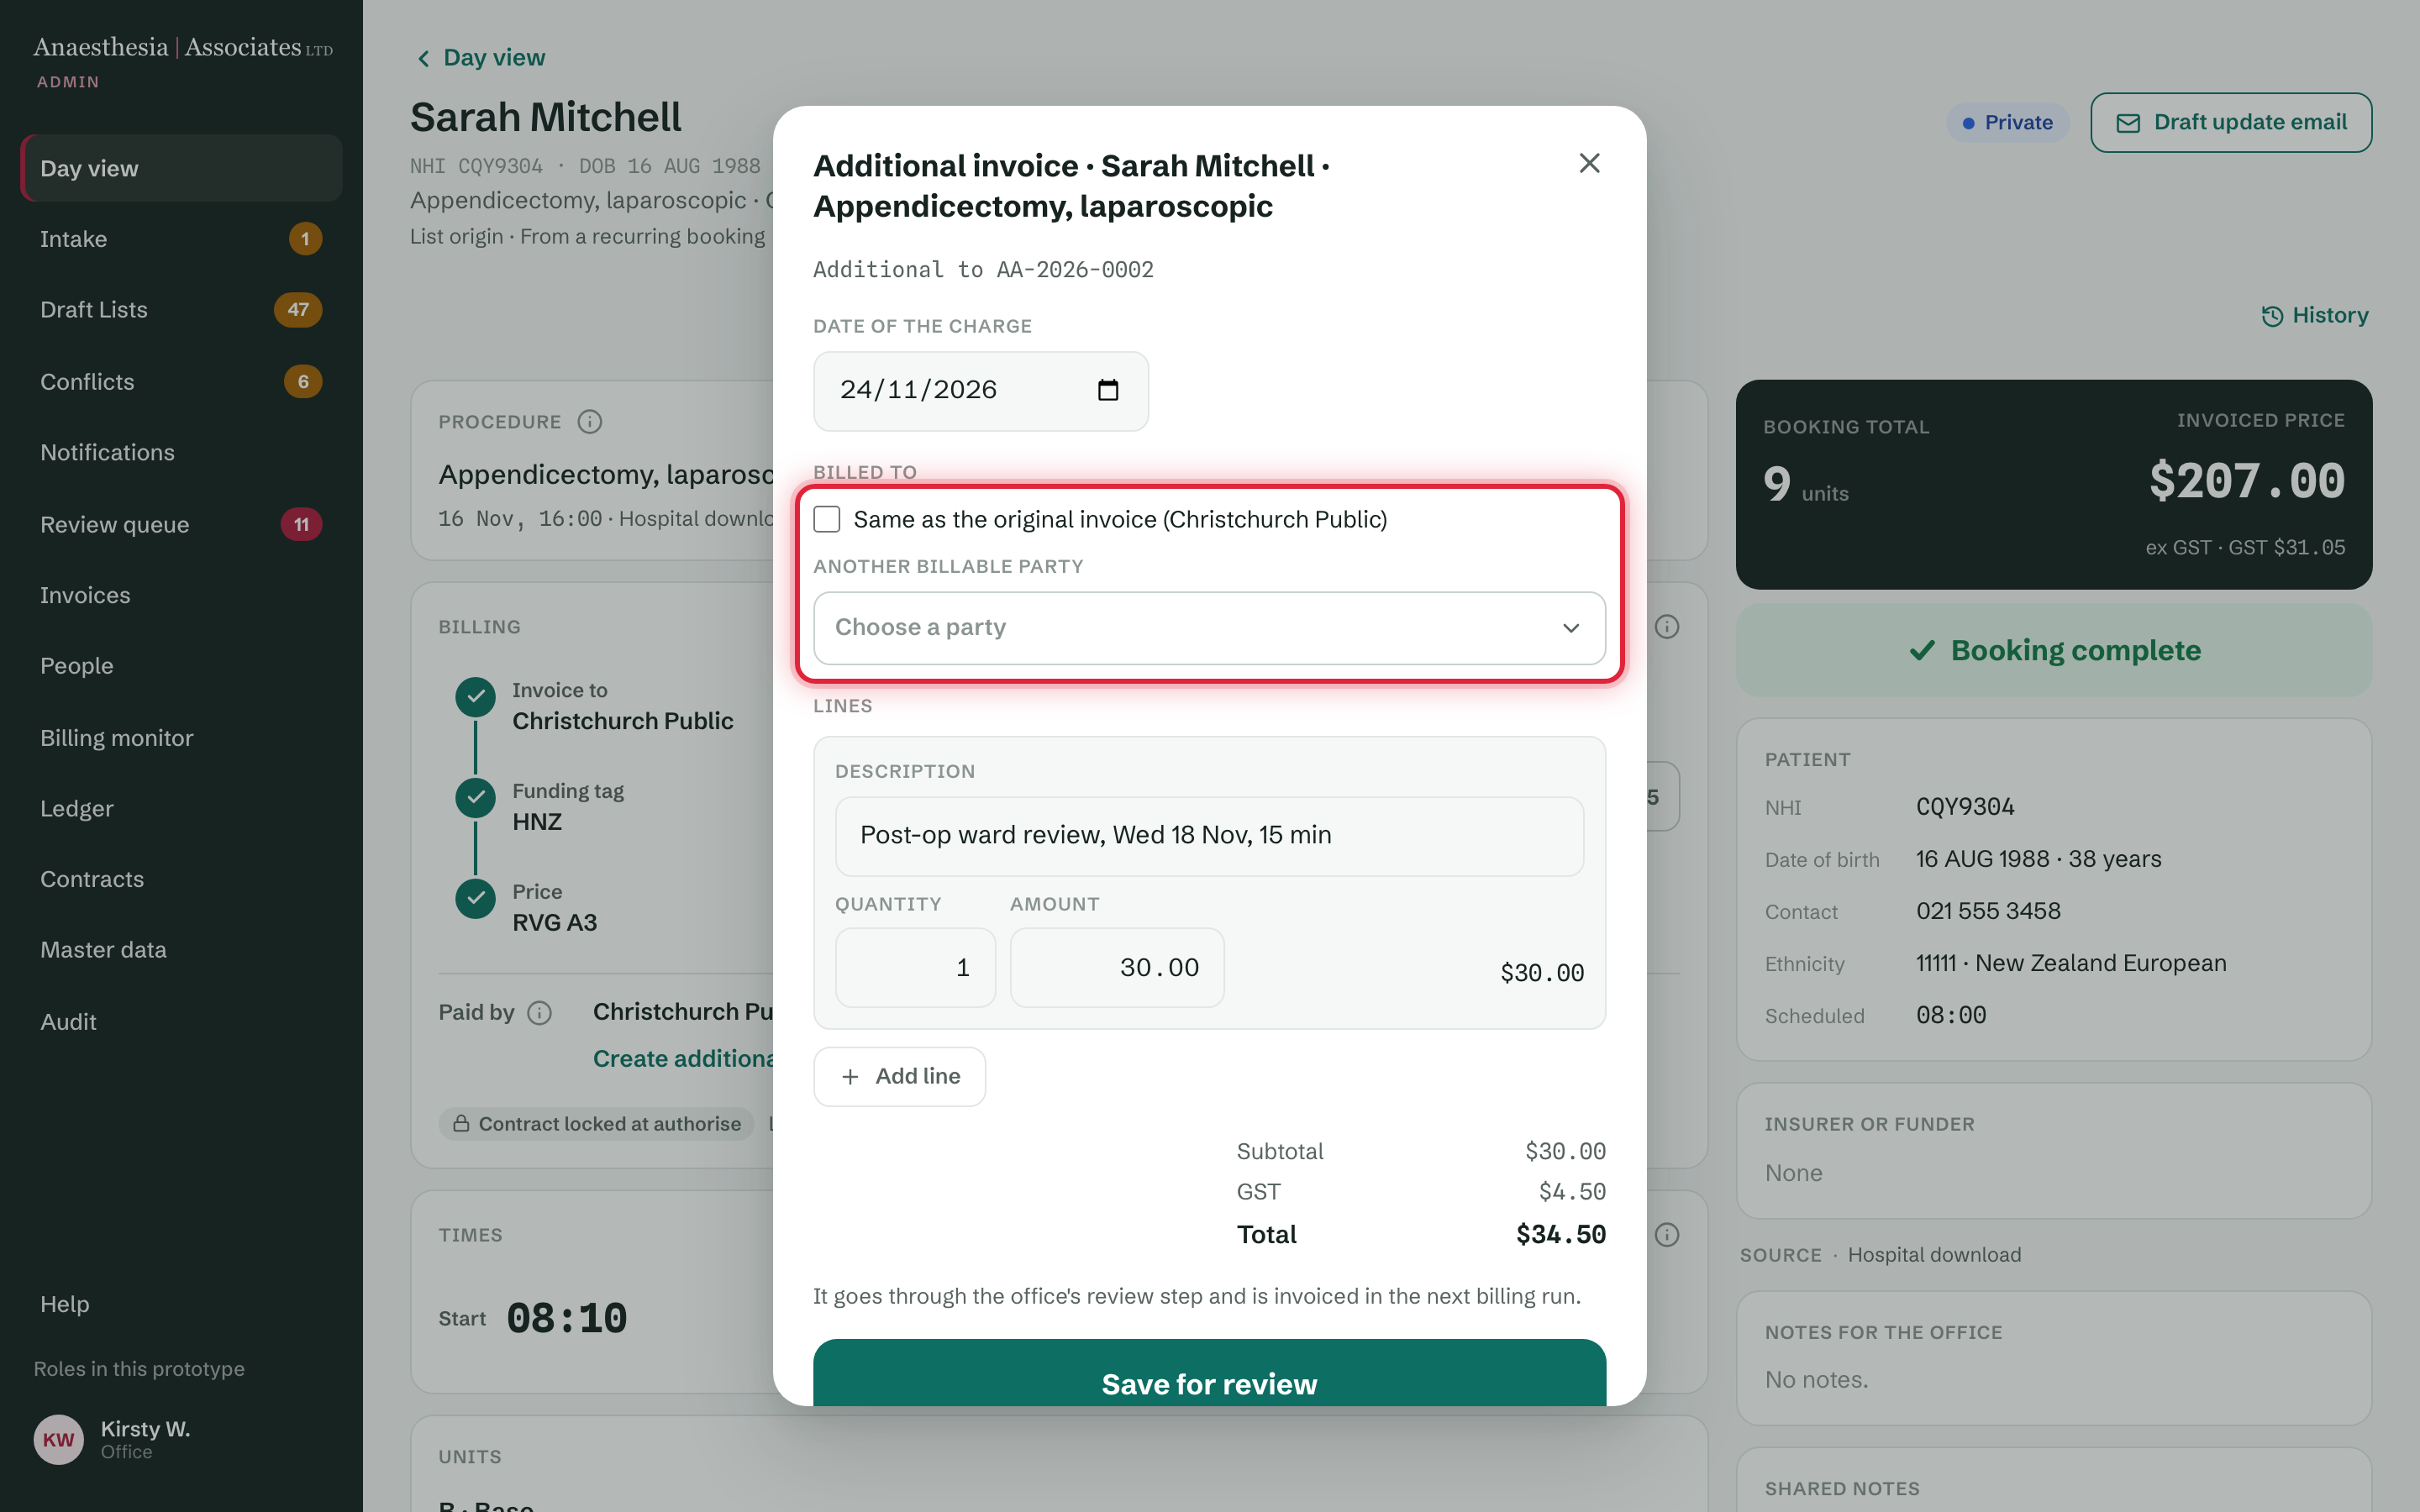 Anaesthesia | Associates LTD
ADMIN
Day view
Intake 1
Draft Lists 47
Conflicts 6
Notifications
Review queue 11
Invoices
People
Billing monitor
Ledger
Contracts
Master data
Audit
Help
Roles in this prototype
KW Kirsty W.
Office
Day view
Sarah Mitchell
NHI CQY9304 · DOB 16 AUG 1988
Appendicectomy, laparoscopic ·
List origin · From a recurring booking
Private
Draft update email
History
PROCEDURE
Appendicectomy,
16 Nov, 16:00 · Hospital
BILLING
Invoice to
Christchurch Public
Funding tag
HNZ
Price
RVG A3
Paid by Christchurch
Create
Contract locked at authorise
5
TIMES
Start 08:10
UNITS
B · Base
Additional invoice · Sarah Mitchell ·
Appendicectomy, laparoscopic
Additional to AA-2026-0002
DATE OF THE CHARGE
24/11/2026
BILLED TO
Same as the original invoice (Christchurch Public)
ANOTHER BILLABLE PARTY
Choose a party
LINES
DESCRIPTION
Post-op ward review, Wed 18 Nov, 15 min
QUANTITY AMOUNT
1 30.00 $30.00
+ Add line
Subtotal $30.00
GST $4.50
Total $34.50
It goes through the office's review step and is invoiced in the next billing run.
Save for review
BOOKING TOTAL INVOICED PRICE
9 units $207.00
ex GST · GST $31.05
Booking complete
PATIENT
NHI CQY9304
Date of birth 16 AUG 1988 · 38 years
Contact 021 555 3458
Ethnicity 11111 · New Zealand European
Scheduled 08:00
INSURER OR FUNDER
None
SOURCE · Hospital download
NOTES FOR THE OFFICE
No notes.
SHARED NOTES